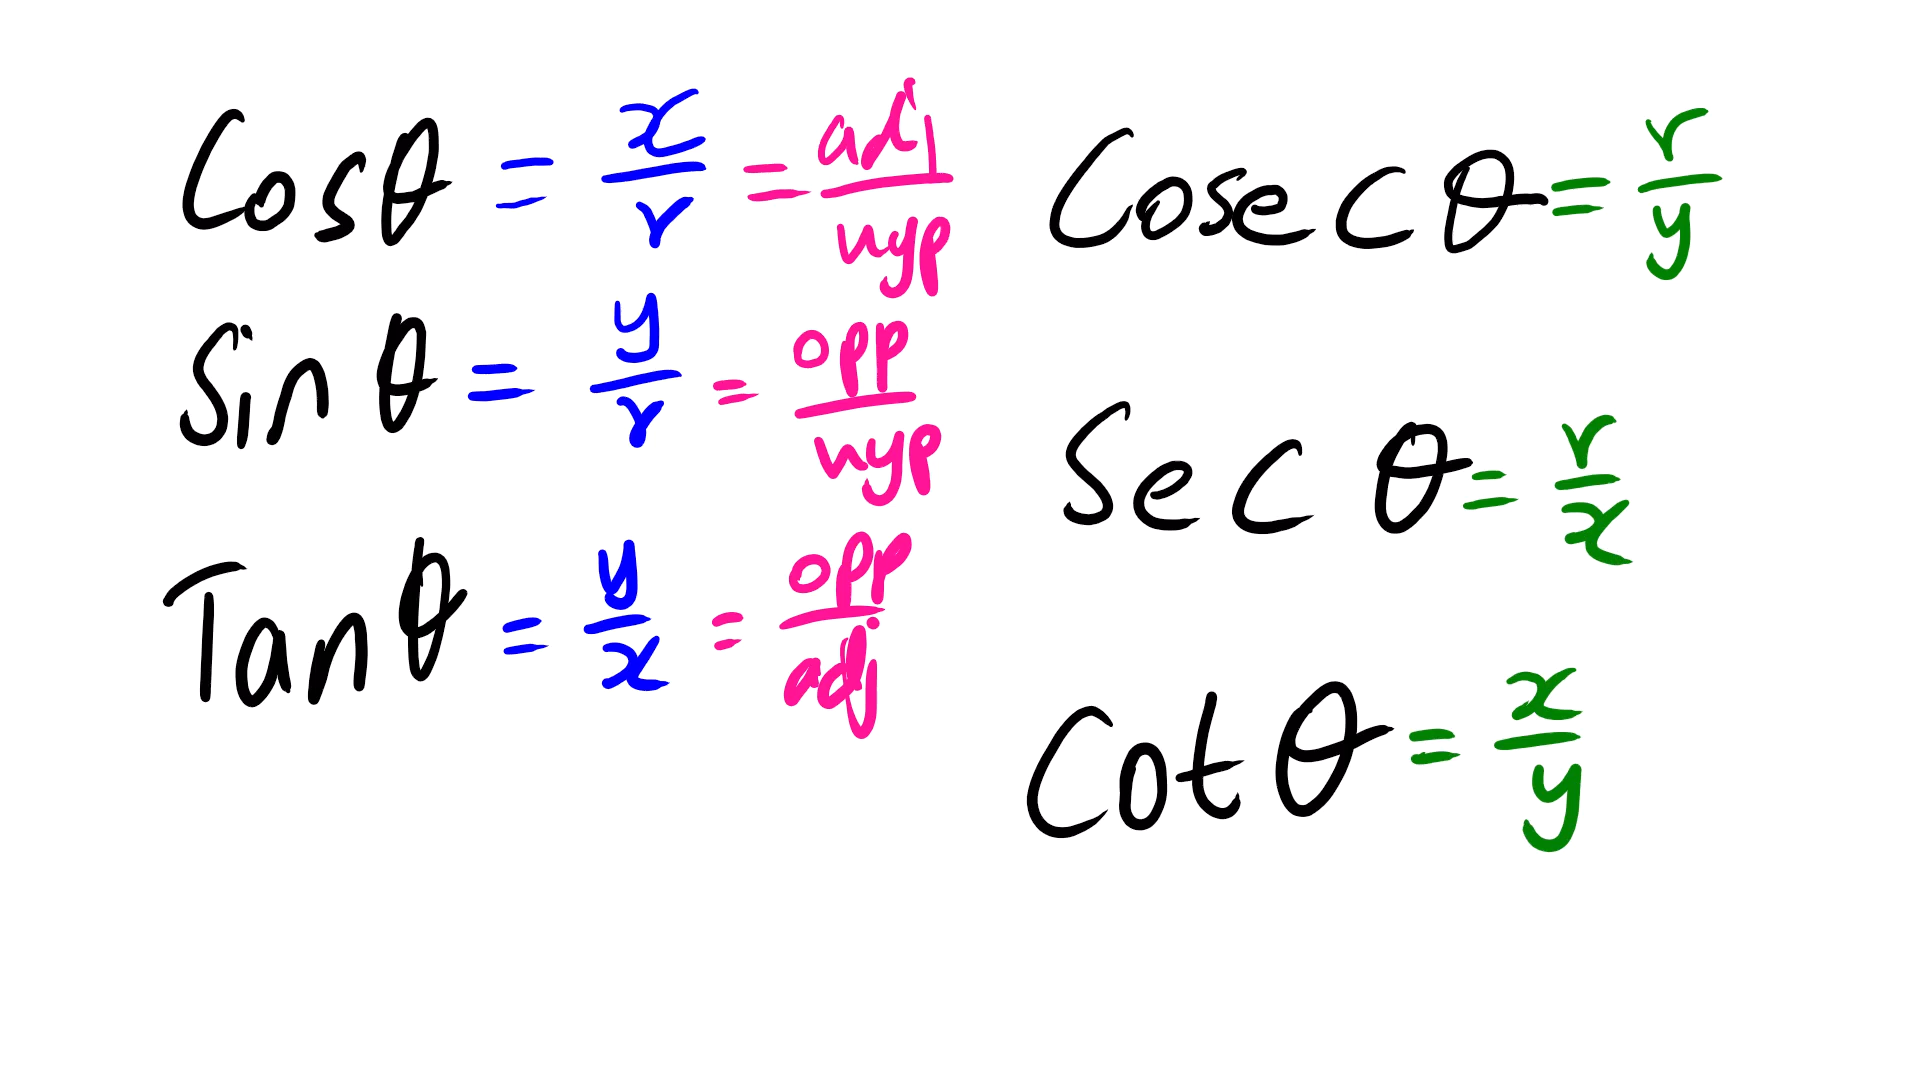 Cosθ = x/r = adj/hyp
Sinθ = y/r = opp/hyp
Tanθ = y/x = opp/adj
Cosecθ = r/y
Secθ = r/x
Cotθ = x/y